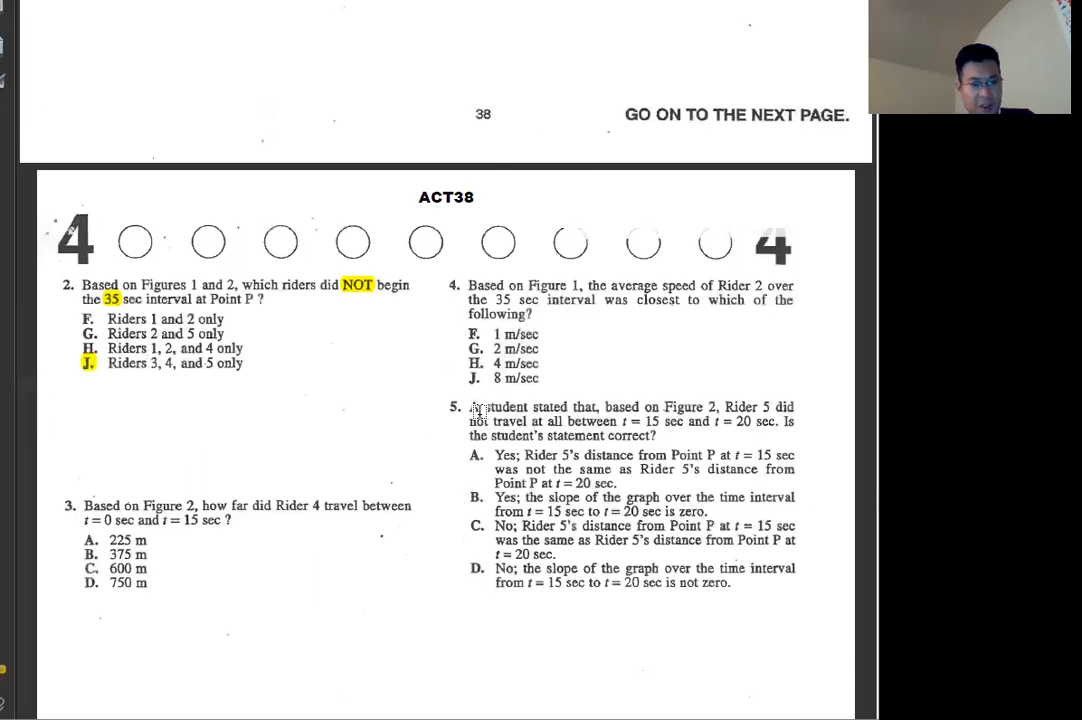 38
GO ON TO THE NEXT PAGE.
ACT38
4
4
2. Based on Figures 1 and 2, which riders did NOT begin
the 35 sec interval at Point P ?
F. Riders 1 and 2 only
G. Riders 2 and 5 only
H. Riders 1, 2, and 4 only
J. Riders 3, 4, and 5 only
3. Based on Figure 2, how far did Rider 4 travel between
t = 0 sec and t = 15 sec ?
A. 225 m
B. 375 m
C. 600 m
D. 750 m
4. Based on Figure 1, the average speed of Rider 2 over
the 35 sec interval was closest to which of the
following?
F. 1 m/sec
G. 2 m/sec
H. 4 m/sec
J. 8 m/sec
5. A student stated that, based on Figure 2, Rider 5 did
not travel at all between t = 15 sec and t = 20 sec. Is
the student's statement correct?
A. Yes; Rider 5's distance from Point P at t = 15 sec
was not the same as Rider 5's distance from
Point P at t = 20 sec.
B. Yes; the slope of the graph over the time interval
from t = 15 sec to t = 20 sec is zero.
C. No; Rider 5's distance from Point P at t = 15 sec
was the same as Rider 5's distance from Point P at
t = 20 sec.
D. No; the slope of the graph over the time interval
from t = 15 sec to t = 20 sec is not zero.